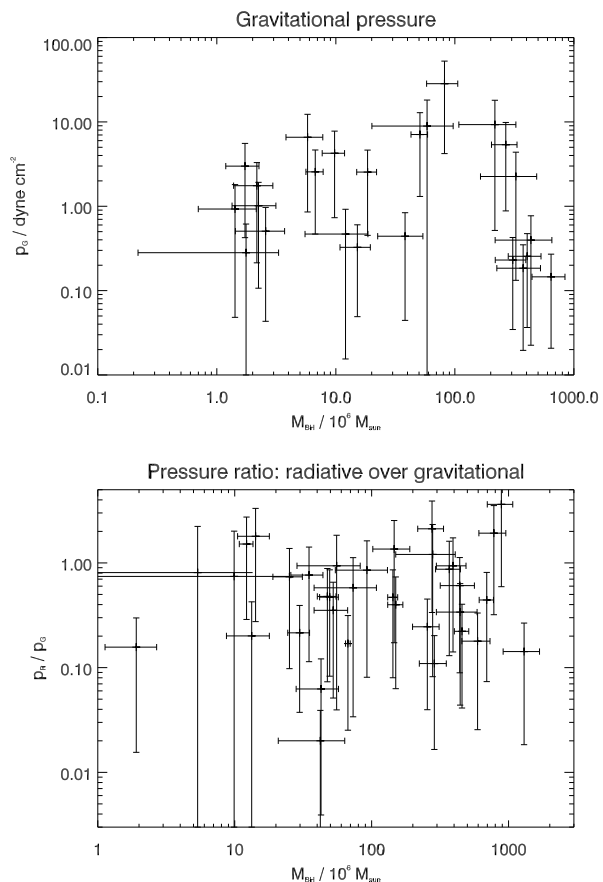 Gravitational pressure
100.00
10.00
1.00
0.10
0.01
p_G / dyne cm^-2
0.1 1.0 10.0 100.0 1000.0
M_BH / 10^6 M_sun
Pressure ratio: radiative over gravitational
1.00
0.10
0.01
p_R / p_G
1 10 100 1000
M_BH / 10^6 M_sun